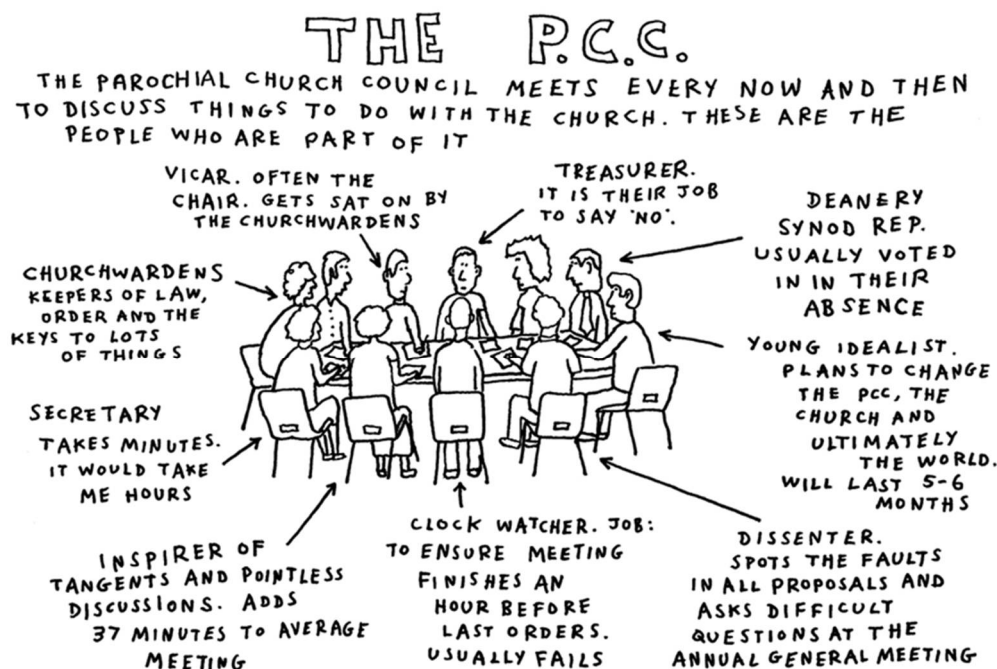 THE P.C.C.
THE PAROCHIAL CHURCH COUNCIL MEETS EVERY NOW AND THEN
TO DISCUSS THINGS TO DO WITH THE CHURCH. THESE ARE THE
PEOPLE WHO ARE PART OF IT
VICAR. OFTEN THE
CHAIR. GETS SAT ON BY
THE CHURCHWARDENS
TREASURER.
IT IS THEIR JOB
TO SAY 'NO'.
DEANERY
SYNOD REP.
USUALLY VOTED
IN IN THEIR
ABSENCE
CHURCHWARDENS
KEEPERS OF LAW,
ORDER AND THE
KEYS TO LOTS
OF THINGS
YOUNG IDEALIST.
PLANS TO CHANGE
THE PCC, THE
CHURCH AND
ULTIMATELY
THE WORLD.
WILL LAST 5-6
MONTHS
SECRETARY
TAKES MINUTES.
IT WOULD TAKE
ME HOURS
INSPIRER OF
TANGENTS AND POINTLESS
DISCUSSIONS. ADDS
37 MINUTES TO AVERAGE
MEETING
CLOCK WATCHER. JOB:
TO ENSURE MEETING
FINISHES AN
HOUR BEFORE
LAST ORDERS.
USUALLY FAILS
DISSENTER.
SPOTS THE FAULTS
IN ALL PROPOSALS AND
ASKS DIFFICULT
QUESTIONS AT THE
ANNUAL GENERAL MEETING